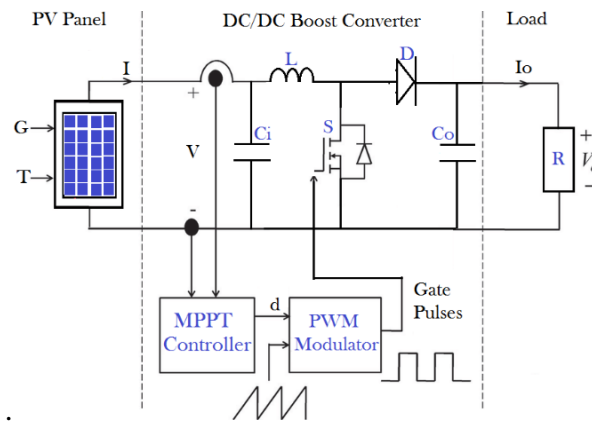 PV Panel
DC/DC Boost Converter
Load
I
L
D
Io
+
G
T
V
Ci
S
Co
R
+
-
-
MPPT
Controller
d
PWM
Modulator
Gate
Pulses
.